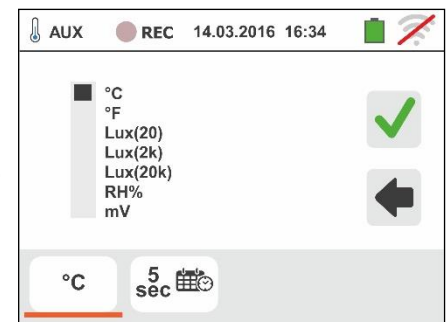 AUX REC 14.03.2016 16:34
°C
°F
Lux(20)
Lux(2k)
Lux(20k)
RH%
mV
°C 5 sec